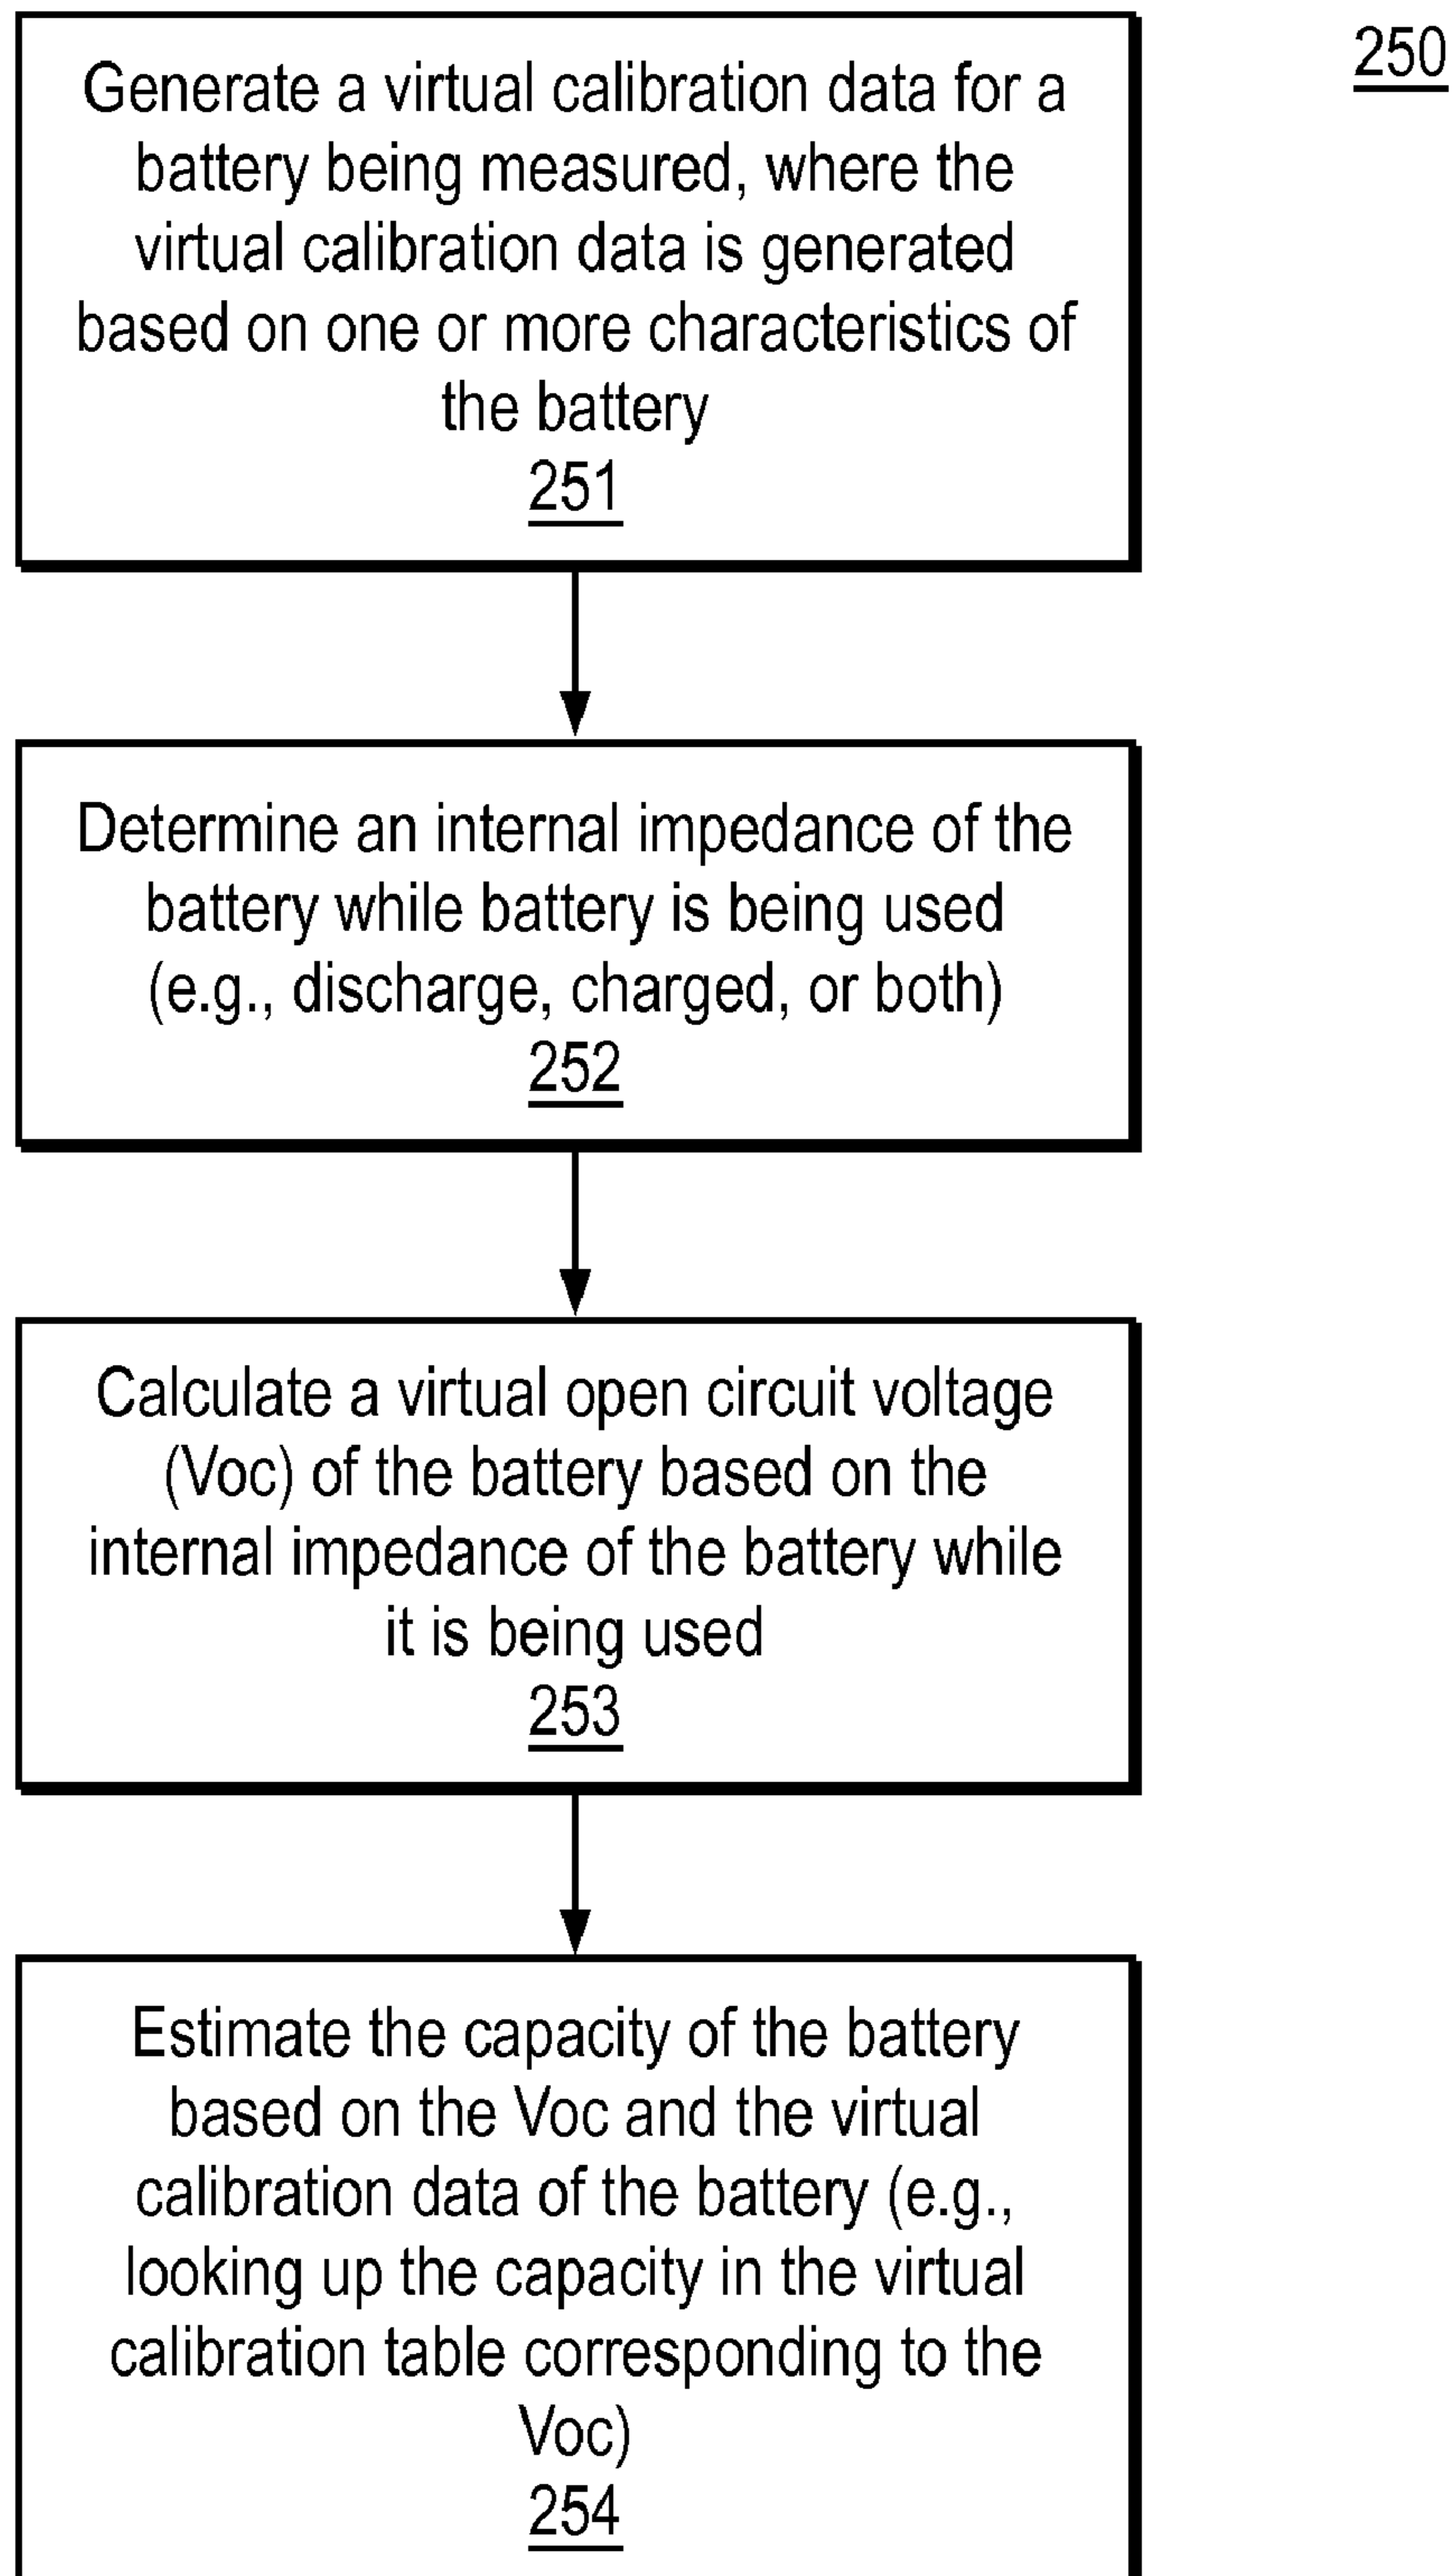 250
Generate a virtual calibration data for a
battery being measured, where the
virtual calibration data is generated
based on one or more characteristics of
the battery
251
Determine an internal impedance of the
battery while battery is being used
(e.g., discharge, charged, or both)
252
Calculate a virtual open circuit voltage
(Voc) of the battery based on the
internal impedance of the battery while
it is being used
253
Estimate the capacity of the battery
based on the Voc and the virtual
calibration data of the battery (e.g.,
looking up the capacity in the virtual
calibration table corresponding to the
Voc)
254